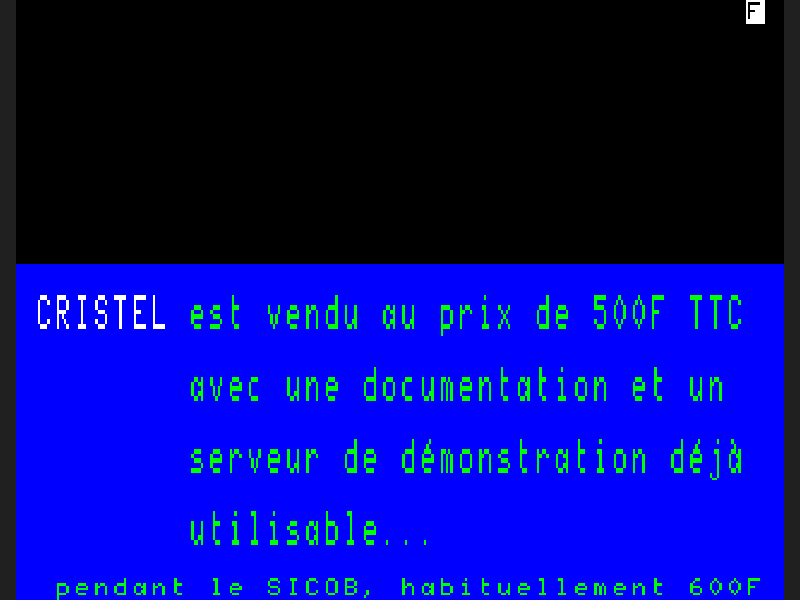 F
CRISTEL est vendu au prix de 500F TTC
avec une documentation et un
serveur de démonstration déjà
utilisable...
pendant le SICOB, habituellement 600F